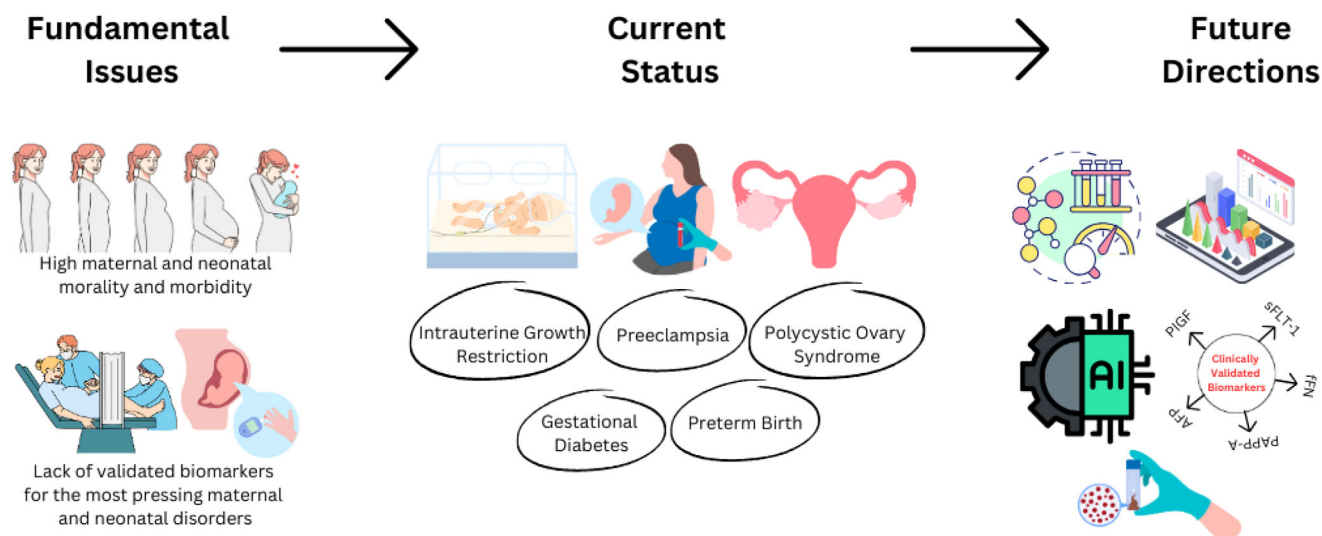 Fundamental
Issues
Current
Status
Future
Directions
High maternal and neonatal
morality and morbidity
Lack of validated biomarkers
for the most pressing maternal
and neonatal disorders
Intrauterine Growth
Restriction
Preeclampsia
Polycystic Ovary
Syndrome
Gestational
Diabetes
Preterm Birth
AI
PlGF
sFLT-1
Clinically
Validated
Biomarkers
fFN
AFP
PAPP-A